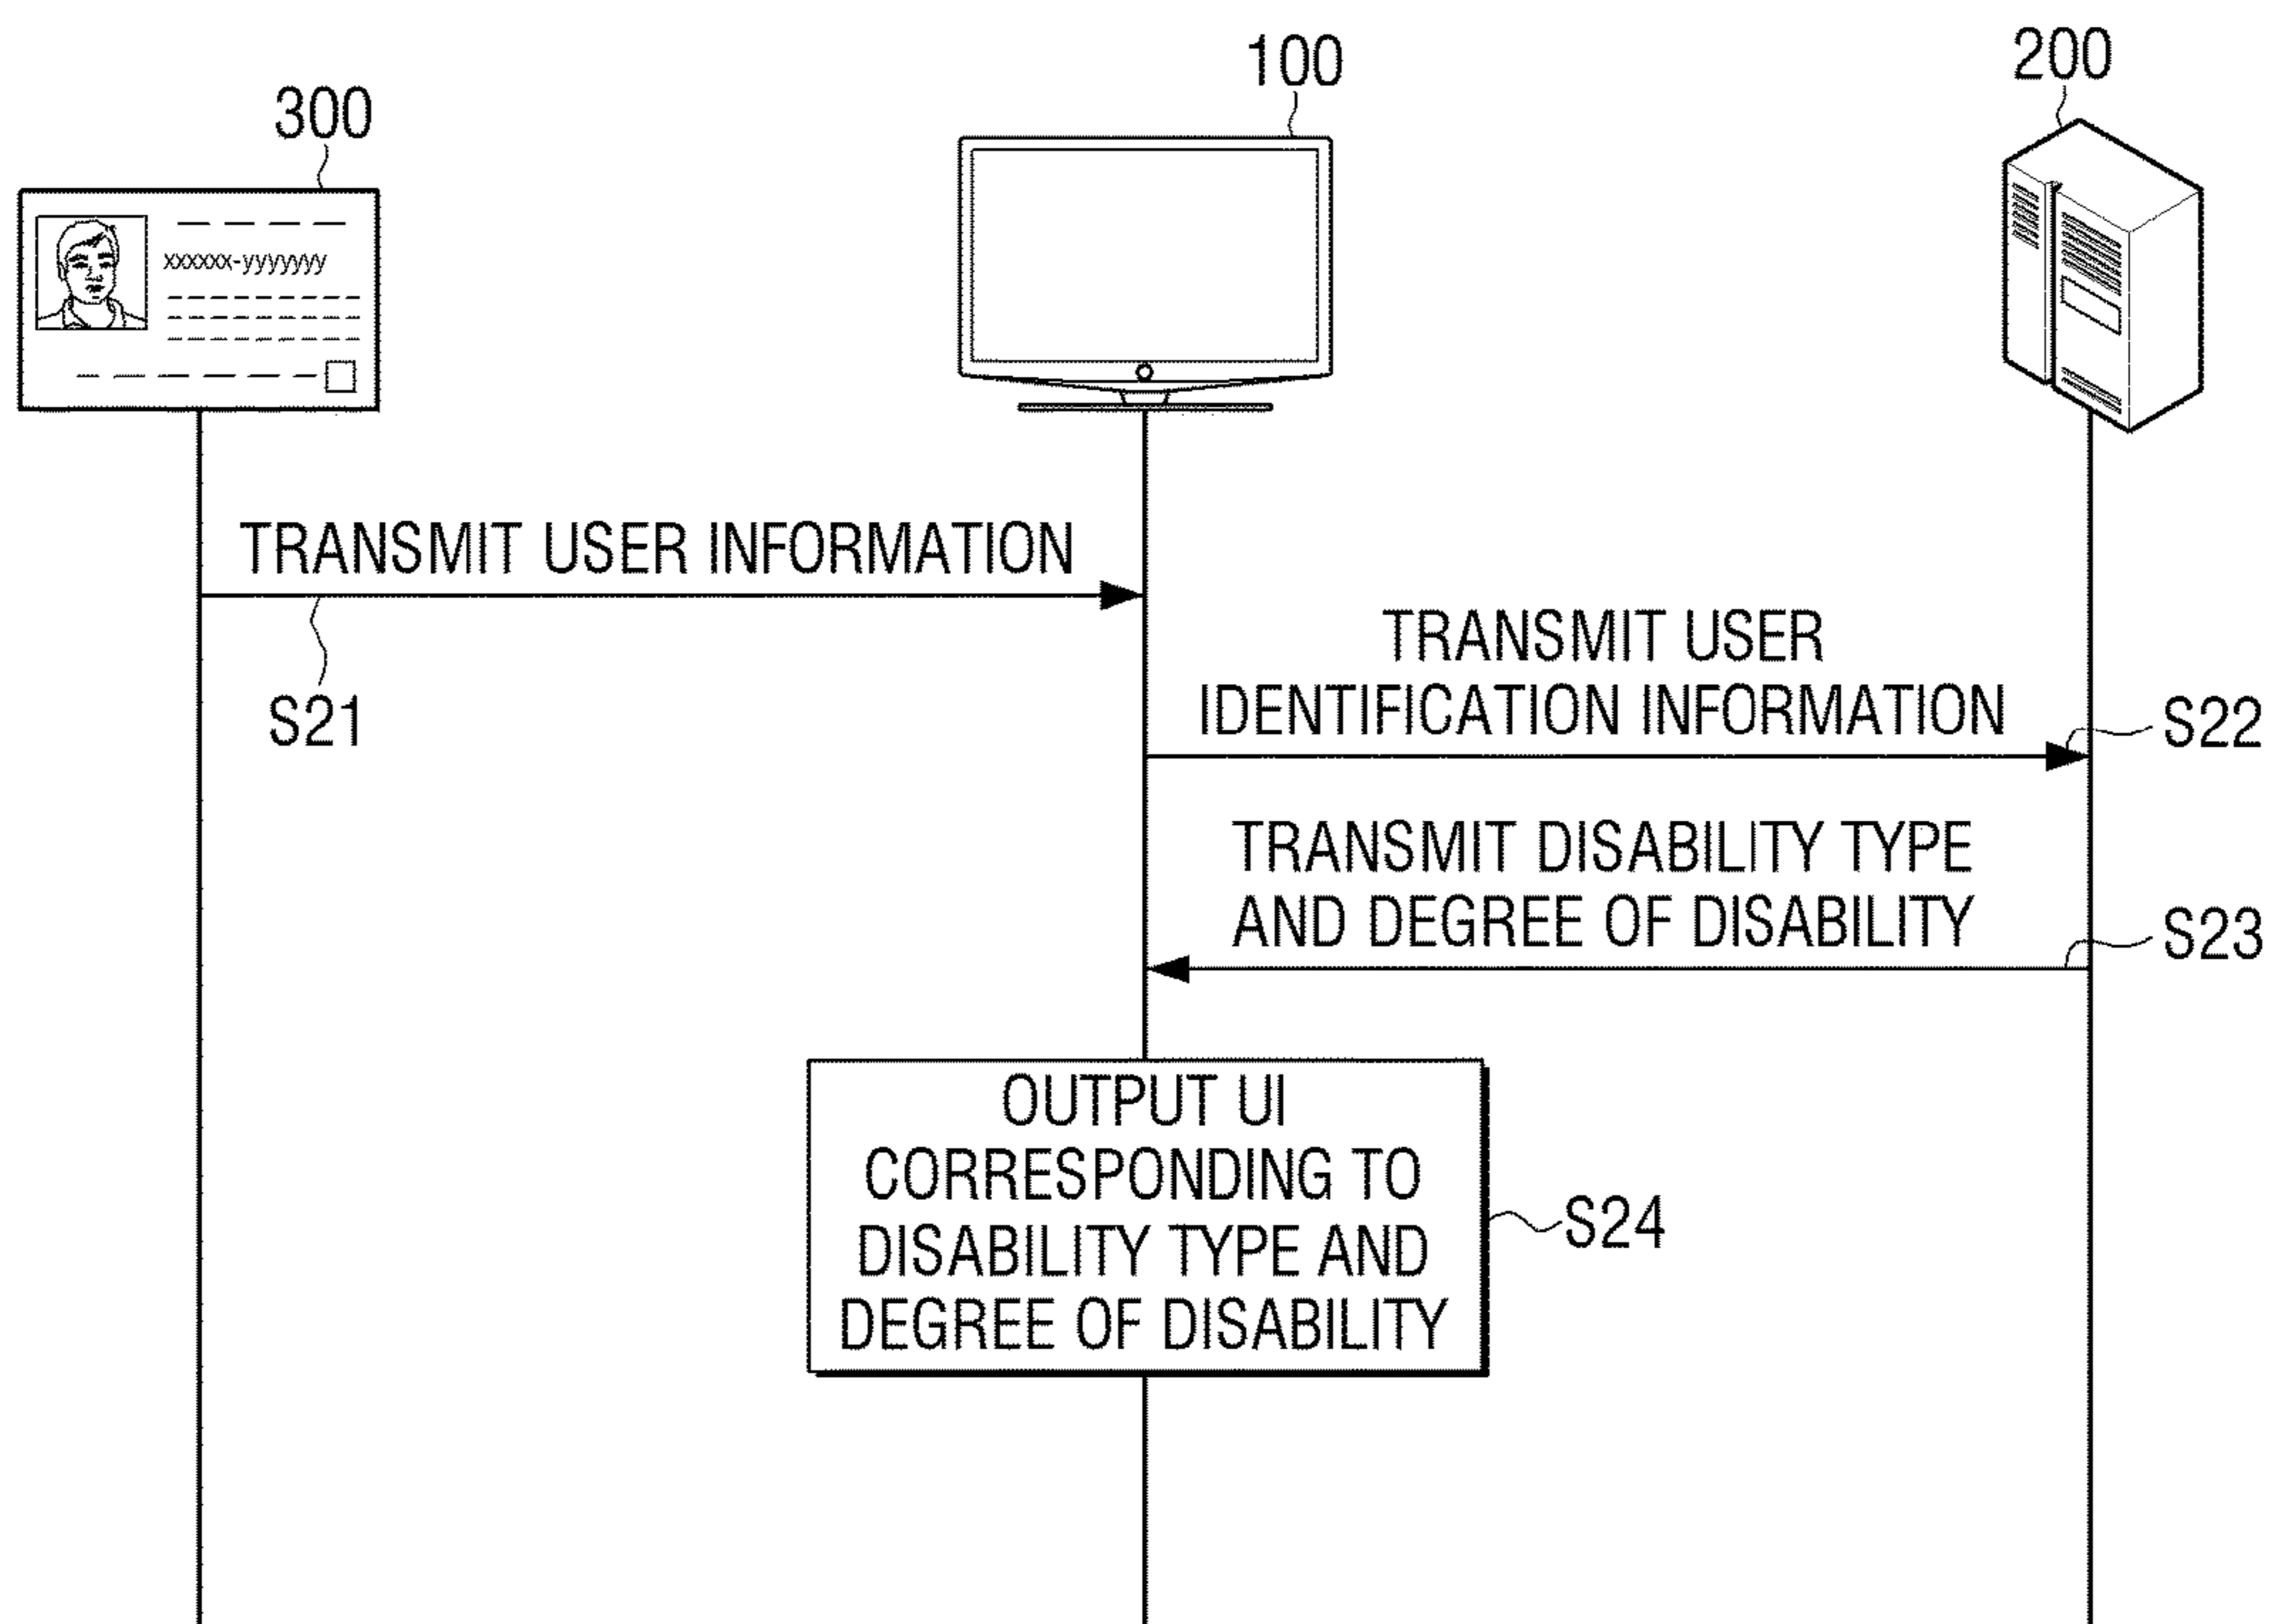 300
100
200
xxxxxx-yyyyyyy
TRANSMIT USER INFORMATION
S21
TRANSMIT USER
IDENTIFICATION INFORMATION
S22
TRANSMIT DISABILITY TYPE
AND DEGREE OF DISABILITY
S23
OUTPUT UI
CORRESPONDING TO
DISABILITY TYPE AND
DEGREE OF DISABILITY
S24